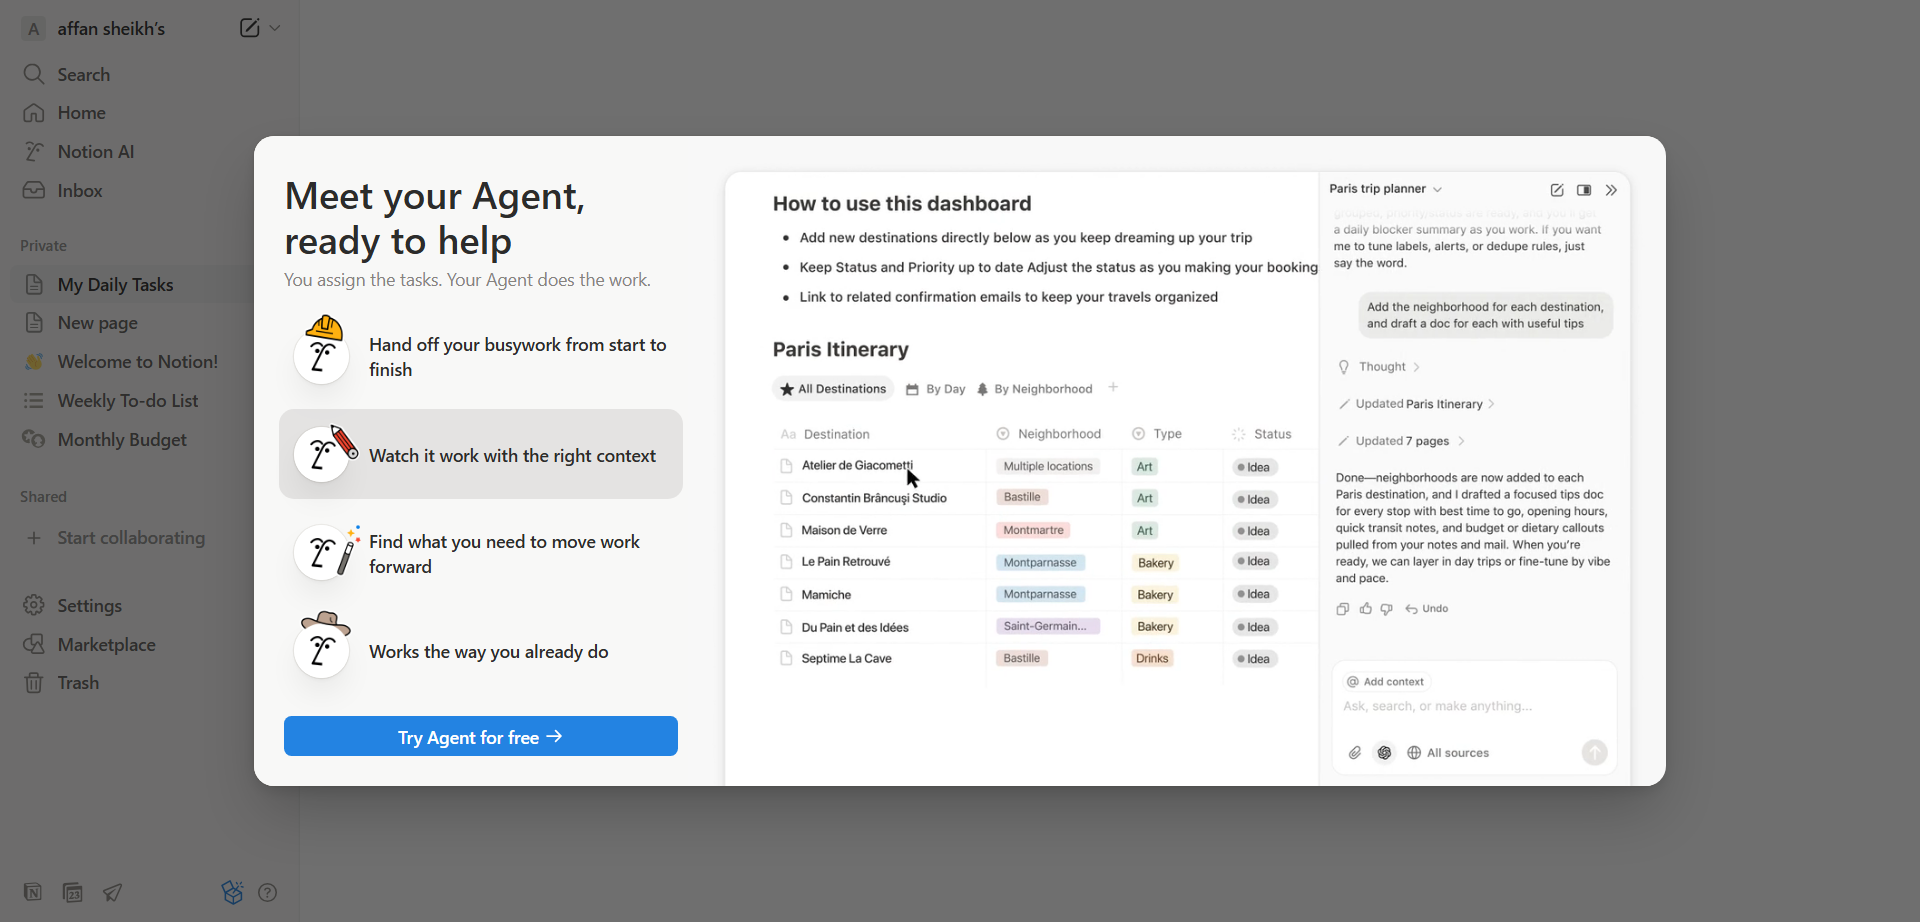 A affan sheikh's
Search
Home
Notion AI
Inbox
Private
My Daily Tasks
New page
Welcome to Notion!
Weekly To-do List
Monthly Budget
Shared
Start collaborating
Settings
Marketplace
Trash
23
Meet your Agent,
ready to help
You assign the tasks. Your Agent does the work.
Hand off your busywork from start to
finish
Watch it work with the right context
Find what you need to move work
forward
Works the way you already do
Try Agent for free →
How to use this dashboard
• Add new destinations directly below as you keep dreaming up your trip
• Keep Status and Priority up to date Adjust the status as you making your booking
• Link to related confirmation emails to keep your travels organized
Paris Itinerary
All Destinations By Day By Neighborhood +
Aa Destination Neighborhood Type Status
Atelier de Giacometti Multiple locations Art Idea
Constantin Brâncuşi Studio Bastille Art Idea
Maison de Verre Montmartre Art Idea
Le Pain Retrouvé Montparnasse Bakery Idea
Mamiche Montparnasse Bakery Idea
Du Pain et des Idées Saint-Germain... Bakery Idea
Septime La Cave Bastille Drinks Idea
Paris trip planner
grouped, priority/status are ready, and you'll get
a daily blocker summary as you work. If you want
me to tune labels, alerts, or dedupe rules, just
say the word.
Add the neighborhood for each destination,
and draft a doc for each with useful tips
Thought
Updated Paris Itinerary
Updated 7 pages
Done—neighborhoods are now added to each
Paris destination, and I drafted a focused tips doc
for every stop with best time to go, opening hours,
quick transit notes, and budget or dietary callouts
pulled from your notes and mail. When you're
ready, we can layer in day trips or fine-tune by vibe
and pace.
Undo
@ Add context
Ask, search, or make anything...
All sources